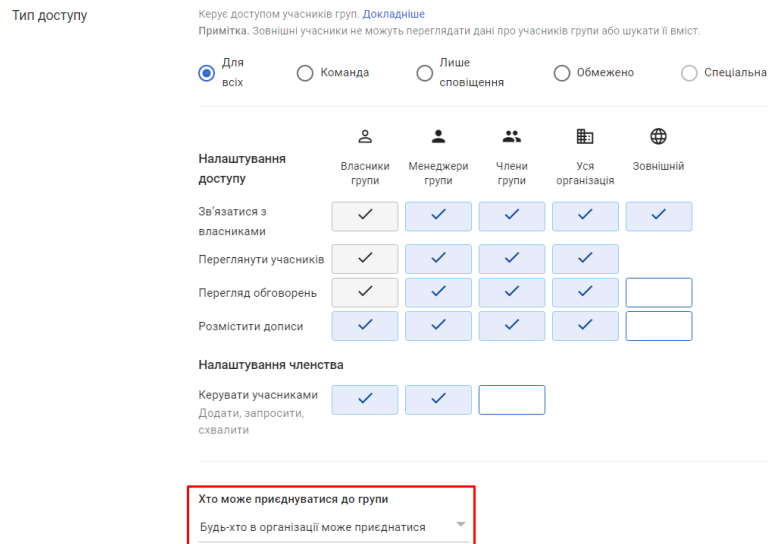 Тип доступу
Керує доступом учасників груп. Докладніше
Примітка. Зовнішні учасники не можуть переглядати дані про учасників групи або шукати її вміст.
Для всіх
Команда
Лише сповіщення
Обмежено
Спеціальна
Налаштування доступу
Власники групи
Менеджери групи
Члени групи
Уся організація
Зовнішній
Зв'язатися з власниками
Переглянути учасників
Перегляд обговорень
Розмістити дописи
Налаштування членства
Керувати учасниками
Додати, запросити, схвалити
Хто може приєднуватися до групи
Будь-хто в організації може приєднатися